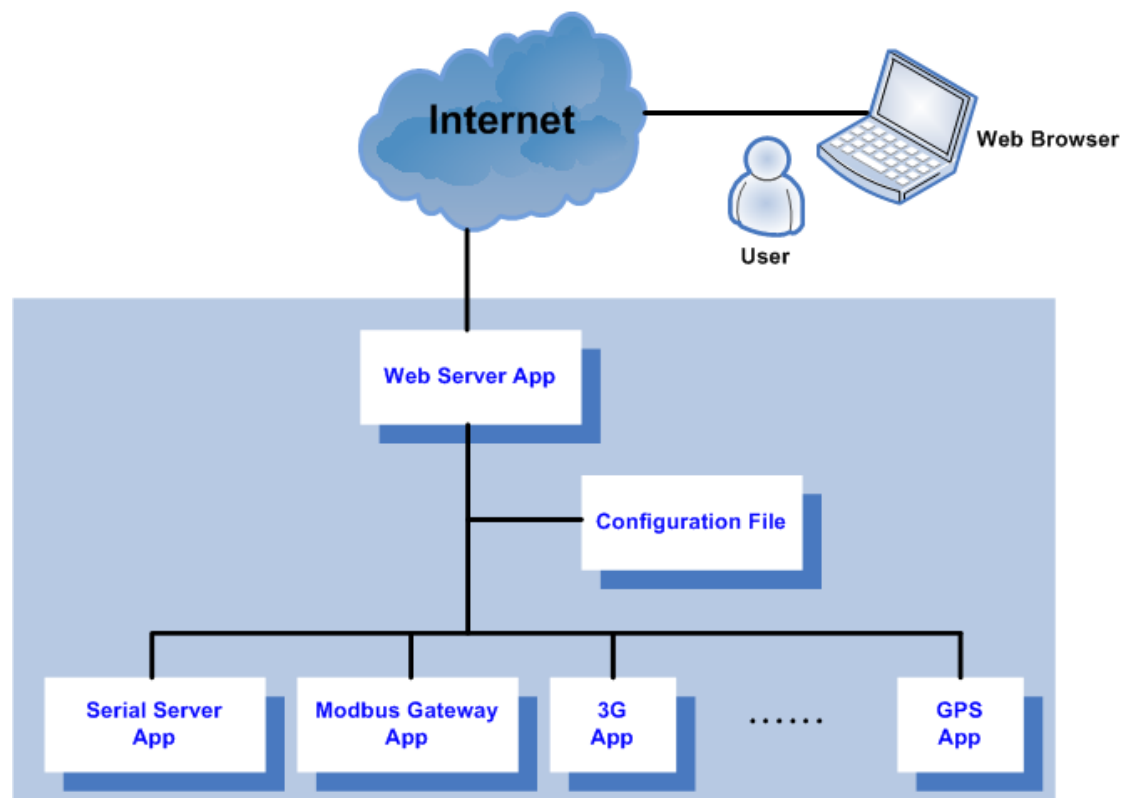 Internet
Web Browser
User
Web Server App
Configuration File
Serial Server
App
Modbus Gateway
App
3G
App
......
GPS
App